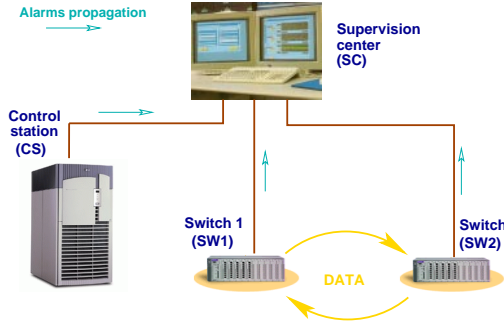 Alarms propagation
Supervision
center
(SC)
Control
station
(CS)
Switch 1
(SW1)
Switch
(SW2)
DATA